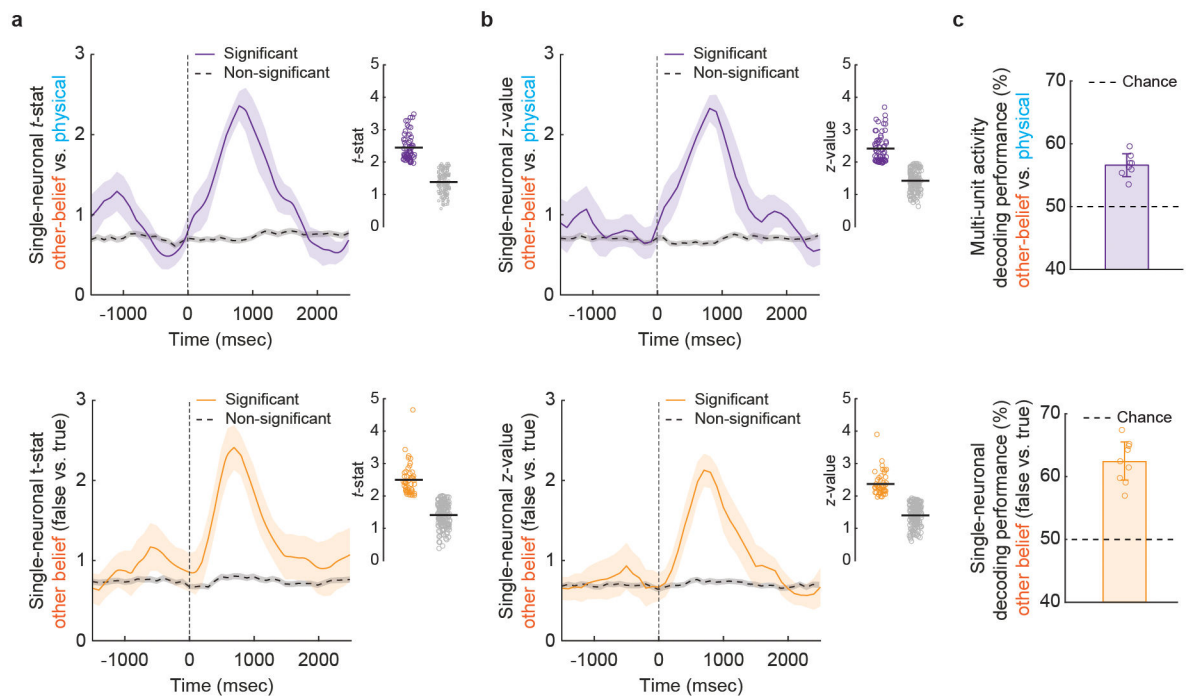 a
b
c
Single-neuronal t-stat
other-belief vs. physical
3
2
1
0
Significant
Non-significant
-1000
0
1000
2000
Time (msec)
t-stat
5
4
3
2
1
0
Single-neuronal z-value
other-belief vs. physical
3
2
1
0
Significant
Non-significant
-1000
0
1000
2000
Time (msec)
z-value
5
4
3
2
1
0
Multi-unit activity
decoding performance (%)
other-belief vs. physical
70
60
50
40
Chance
Single-neuronal t-stat
other belief (false vs. true)
3
2
1
0
Significant
Non-significant
-1000
0
1000
2000
Time (msec)
t-stat
5
4
3
2
1
0
Single-neuronal z-value
other belief (false vs. true)
3
2
1
0
Significant
Non-significant
-1000
0
1000
2000
Time (msec)
z-value
5
4
3
2
1
0
Single-neuronal
decoding performance (%)
other belief (false vs. true)
70
60
50
40
Chance